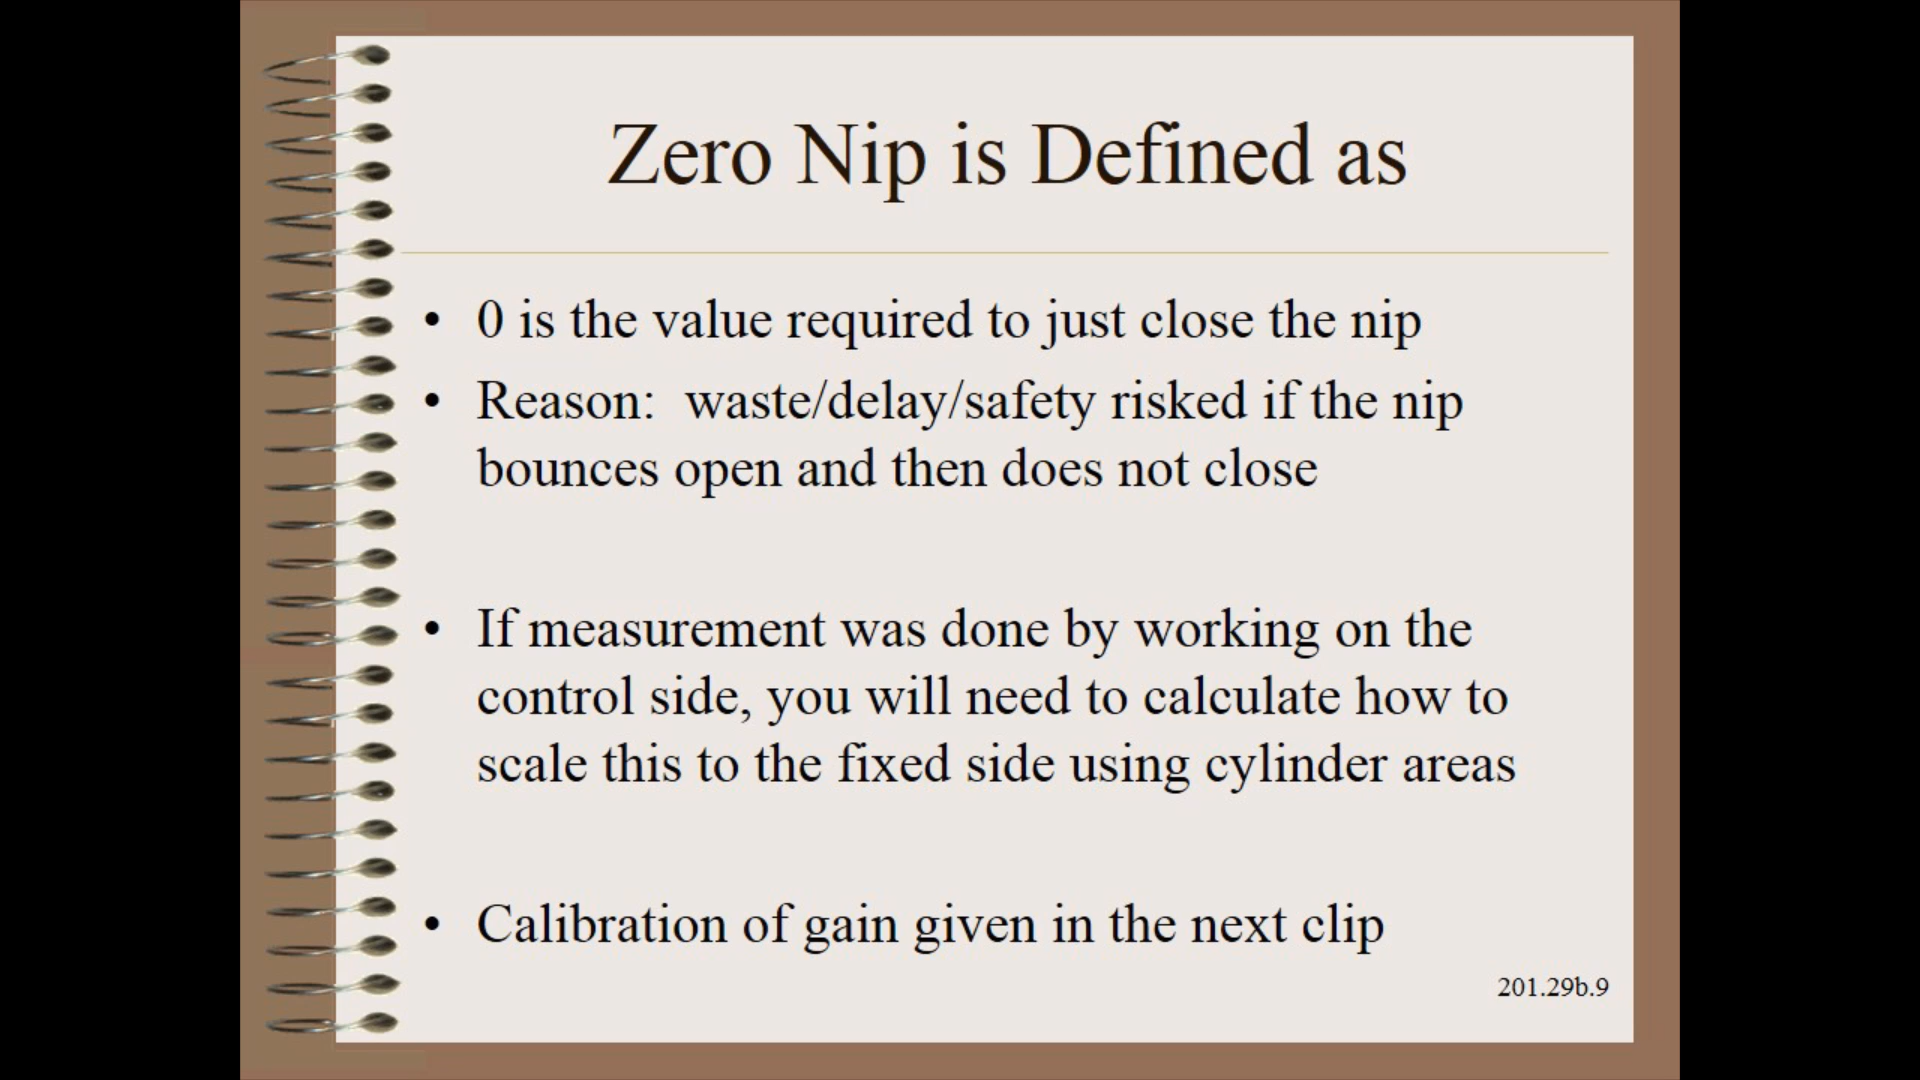 Zero Nip is Defined as
• 0 is the value required to just close the nip
• Reason:  waste/delay/safety risked if the nip
bounces open and then does not close
• If measurement was done by working on the
control side, you will need to calculate how to
scale this to the fixed side using cylinder areas
• Calibration of gain given in the next clip
201.29b.9